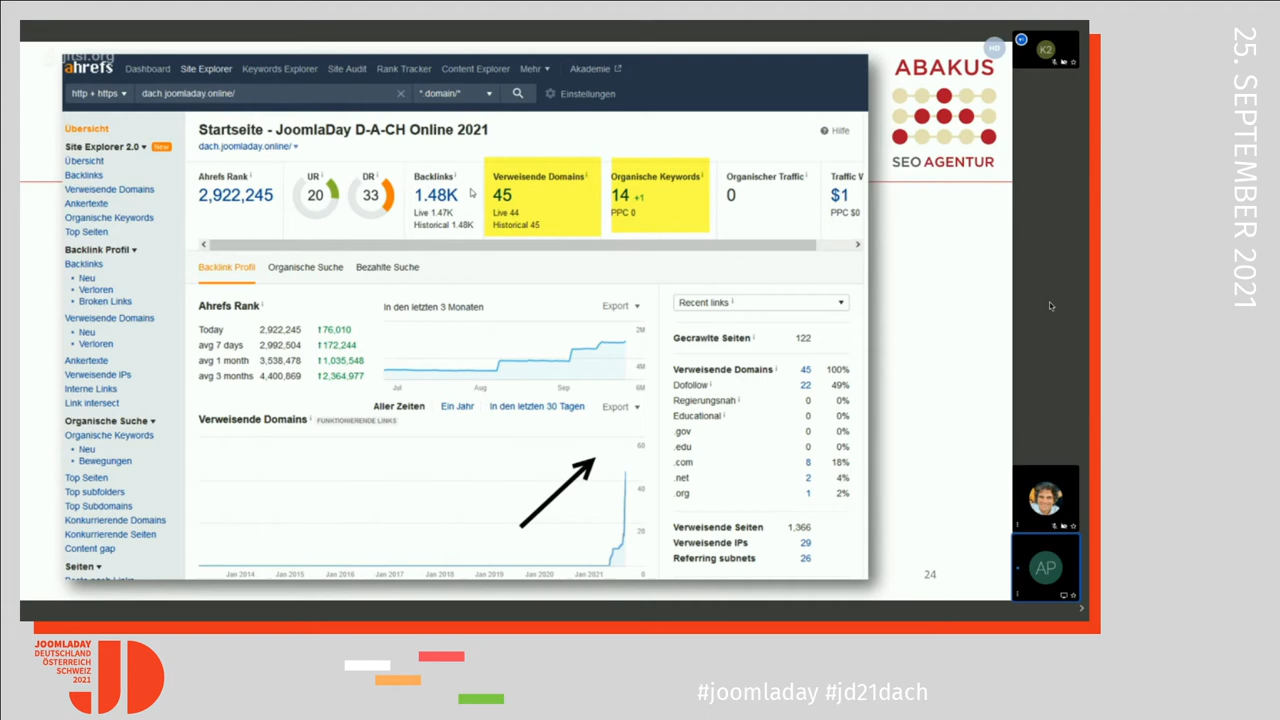 jitsi.org
ahrefs Dashboard Site Explorer Keywords Explorer Site Audit Rank Tracker Content Explorer Mehr Akademie
http + https dach.joomladay.online/ *.domain/* Einstellungen
Übersicht
Site Explorer 2.0 New
Übersicht
Backlinks
Verweisende Domains
Ankertexte
Organische Keywords
Top Seiten
Backlink Profil
Backlinks
• Neu
• Verloren
• Broken Links
Verweisende Domains
• Neu
• Verloren
Ankertexte
Verweisende IPs
Interne Links
Link intersect
Organische Suche
Organische Keywords
• Neu
• Bewegungen
Top Seiten
Top subfolders
Top Subdomains
Konkurrierende Domains
Konkurrierende Seiten
Content gap
Seiten
Startseite - JoomlaDay D-A-CH Online 2021
Hilfe
dach.joomladay.online/
Ahrefs Rank UR DR Backlinks Verweisende Domains Organische Keywords Organischer Traffic Traffic V
2,922,245 20 33 1.48K 45 14 +1 0 $1
Live 1.47K Live 44 PPC 0 PPC $0
Historical 1.48K Historical 45
Backlink Profil Organische Suche Bezahlte Suche
Ahrefs Rank In den letzten 3 Monaten Export
Today 2,922,245 ↑76,010
avg 7 days 2,992,504 ↑172,244
avg 1 month 3,538,478 ↑1,035,548
avg 3 months 4,400,869 ↑2,364,977
2M
4M
6M
Jul Aug Sep
Aller Zeiten Ein Jahr In den letzten 30 Tagen Export
Verweisende Domains FUNKTIONIERENDE LINKS
60
40
20
0
Jan 2014 Jan 2015 Jan 2016 Jan 2017 Jan 2018 Jan 2019 Jan 2020 Jan 2021
Recent links
Gecrawlte Seiten 122
Verweisende Domains 45 100%
Dofollow 22 49%
Regierungsnah 0 0%
Educational 0 0%
.gov 0 0%
.edu 0 0%
.com 8 18%
.net 2 4%
.org 1 2%
Verweisende Seiten 1,366
Verweisende IPs 29
Referring subnets 26
ABAKUS
SEO AGENTUR
24
HD
K2
AP
25. SEPTEMBER 2021
JOOMLADAY
DEUTSCHLAND
ÖSTERREICH
SCHWEIZ
2021
JD
#joomladay #jd21dach